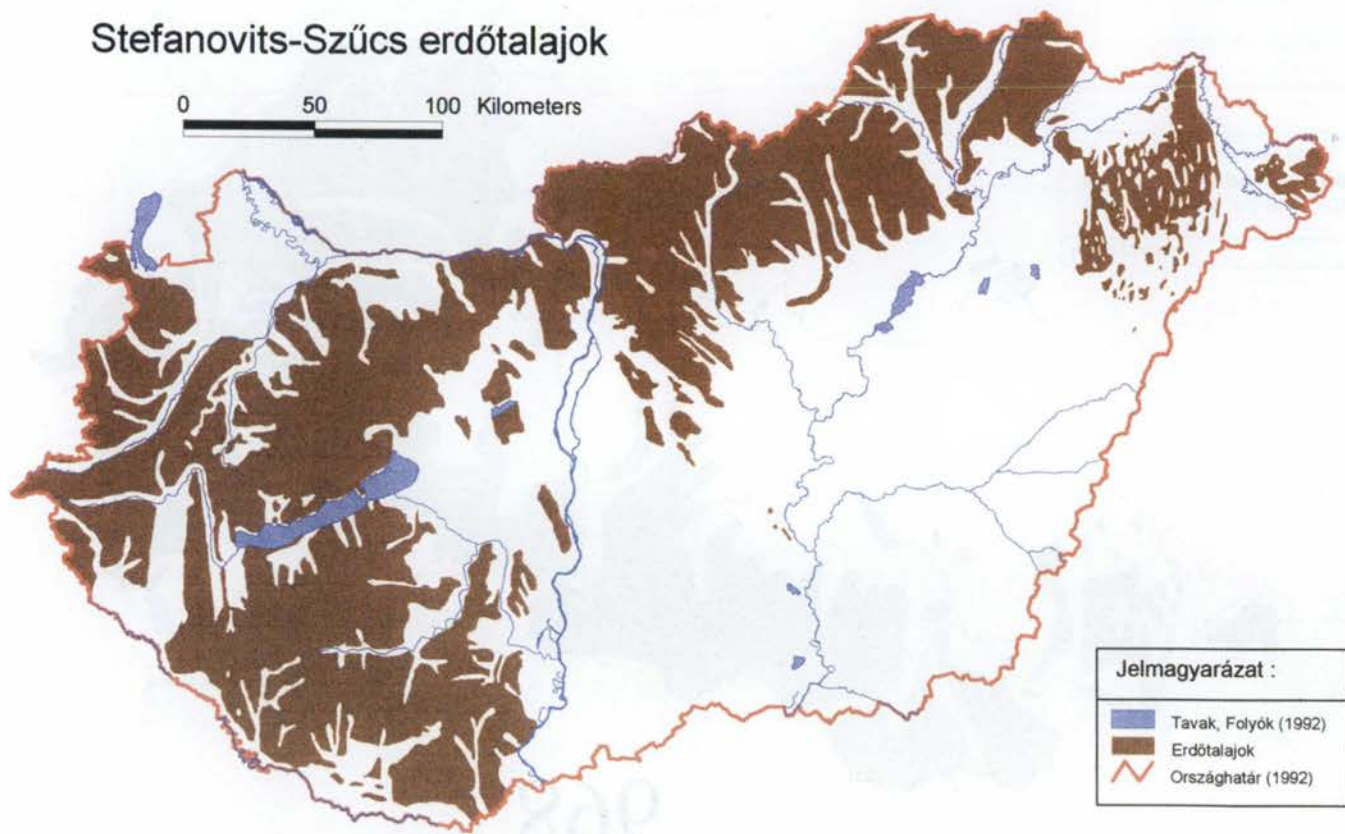 Stefanovits-Szűcs erdőtalajok
0 50 100 Kilometers
Jelmagyarázat :
Tavak, Folyók (1992)
Erdőtalajok
Országhatár (1992)